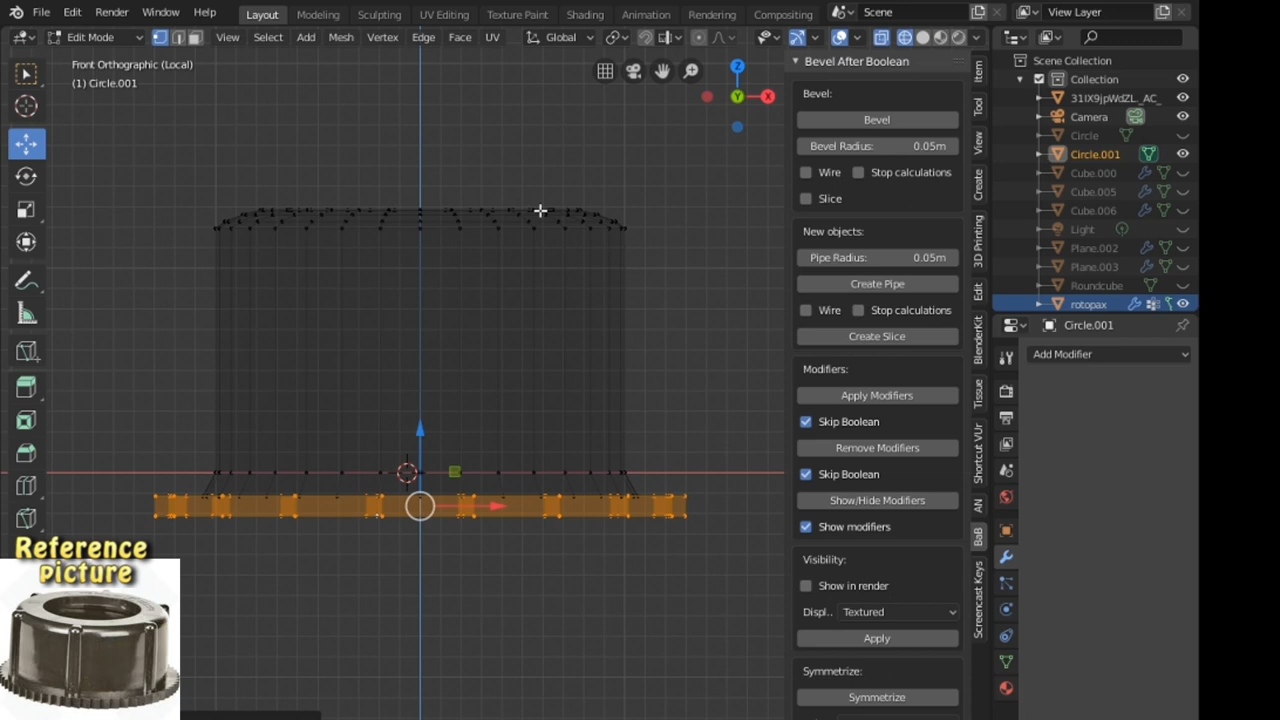 File Edit Render Window Help Layout Modeling Sculpting UV Editing Texture Paint Shading Animation Rendering Compositing Scene View Layer
Edit Mode View Select Add Mesh Vertex Edge Face UV Global
Front Orthographic (Local)
(1) Circle.001
Z
Y
X
Bevel After Boolean
Bevel:
Bevel
Bevel Radius: 0.05m
Wire Stop calculations
Slice
New objects:
Pipe Radius: 0.05m
Create Pipe
Wire Stop calculations
Create Slice
Modifiers:
Apply Modifiers
Skip Boolean
Remove Modifiers
Skip Boolean
Show/Hide Modifiers
Show modifiers
Visibility:
Show in render
Displ.. Textured
Apply
Symmetrize:
Symmetrize
Item
Tool
View
Create
3D Printing
Edit
BlenderKit
Tissue
Shortcut VUr
AN
BaB
Screencast Keys
Scene Collection
Collection
31IX9jpWdZL._AC_
Camera
Circle
Circle.001
Cube.000
Cube.005
Cube.006
Light
Plane.002
Plane.003
Roundcube
rotopax
Circle.001
Add Modifier
Reference
picture